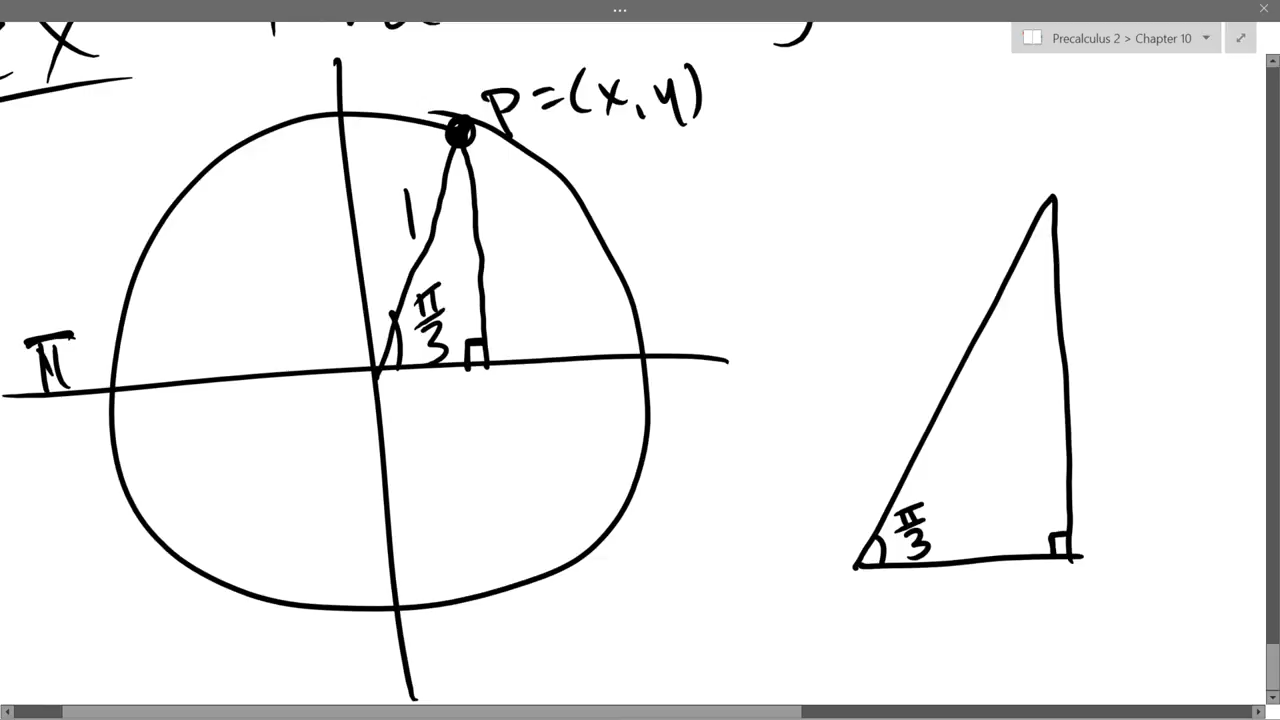 Precalculus 2 > Chapter 10
P=(x,y)
1
π/3
π
π/3